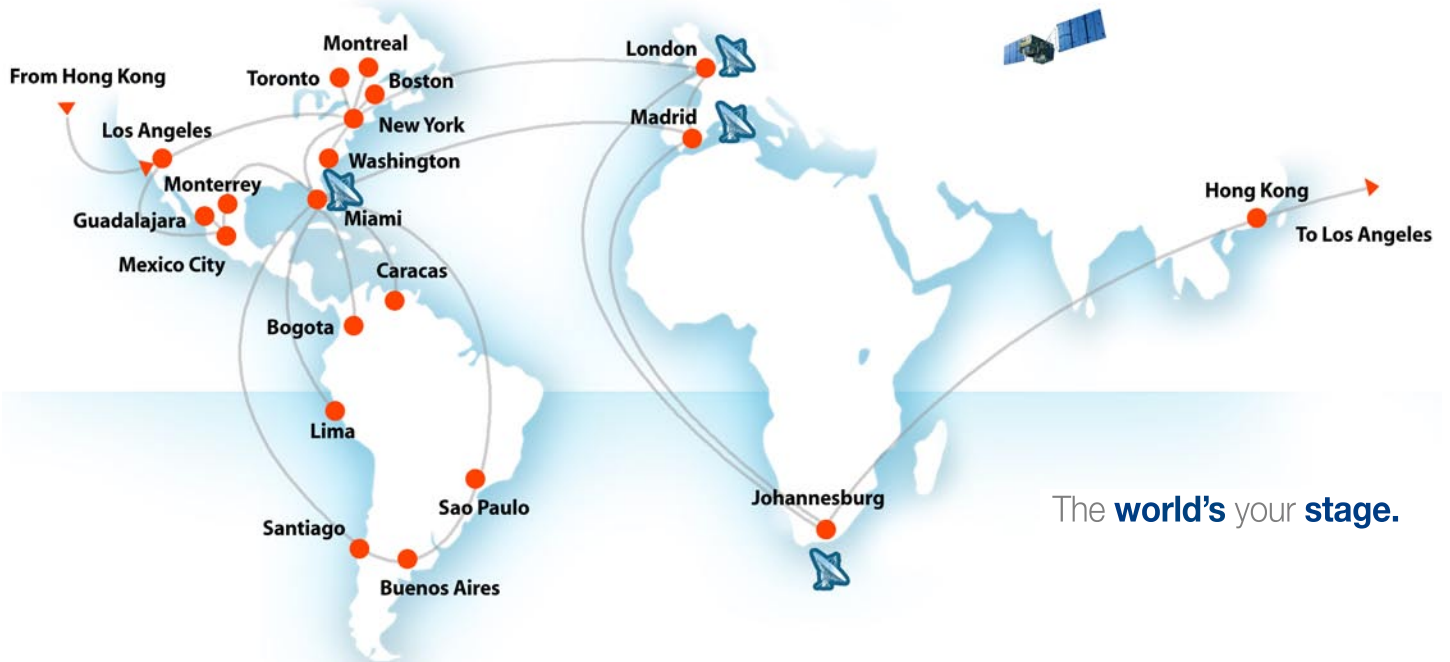 Montreal
London
From Hong Kong
Toronto
Boston
Los Angeles
New York
Madrid
Washington
Monterrey
Guadalajara
Miami
Hong Kong
To Los Angeles
Mexico City
Caracas
Bogota
Lima
Sao Paulo
Johannesburg
The world's your stage.
Santiago
Buenos Aires